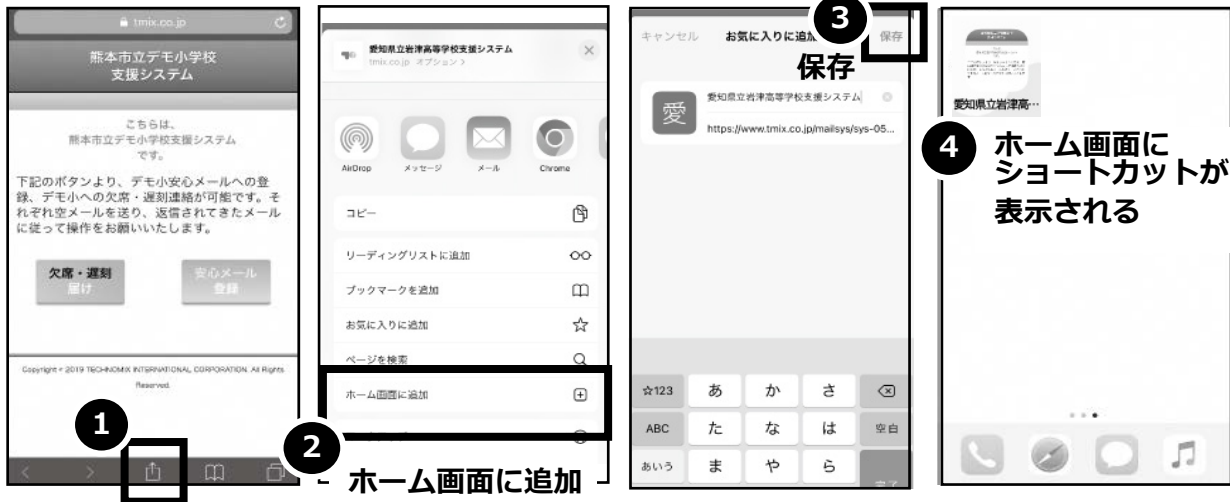 tmix.co.jp
熊本市立デモ小学校
支援システム
こちらは、
熊本市立デモ小学校支援システム
です。
下記のボタンより、デモ小安心メールへの登
録、デモ小への欠席・遅刻連絡が可能です。そ
れぞれ空メールを送り、返信されてきたメール
に従って操作をお願いいたします。
欠席・遅刻
届け
安心メール
登録
Copyright © 2019 TECHNOMIX INTERNATIONAL CORPORATION. All Rights
Reserved.
1
愛知県立岩津高等学校支援システム
tmix.co.jp オプション >
AirDrop
メッセージ
メール
Chrome
コピー
リーディングリストに追加
ブックマークを追加
お気に入りに追加
ページを検索
ホーム画面に追加
2
ホーム画面に追加
3
キャンセル
お気に入りに追加
保存
保存
愛
愛知県立岩津高等学校支援システム
https://www.tmix.co.jp/mailsys/sys-05...
☆123
あ
か
さ
ABC
た
な
は
空白
あいう
ま
や
ら
愛知県立岩津高…
4
ホーム画面に
ショートカットが
表示される